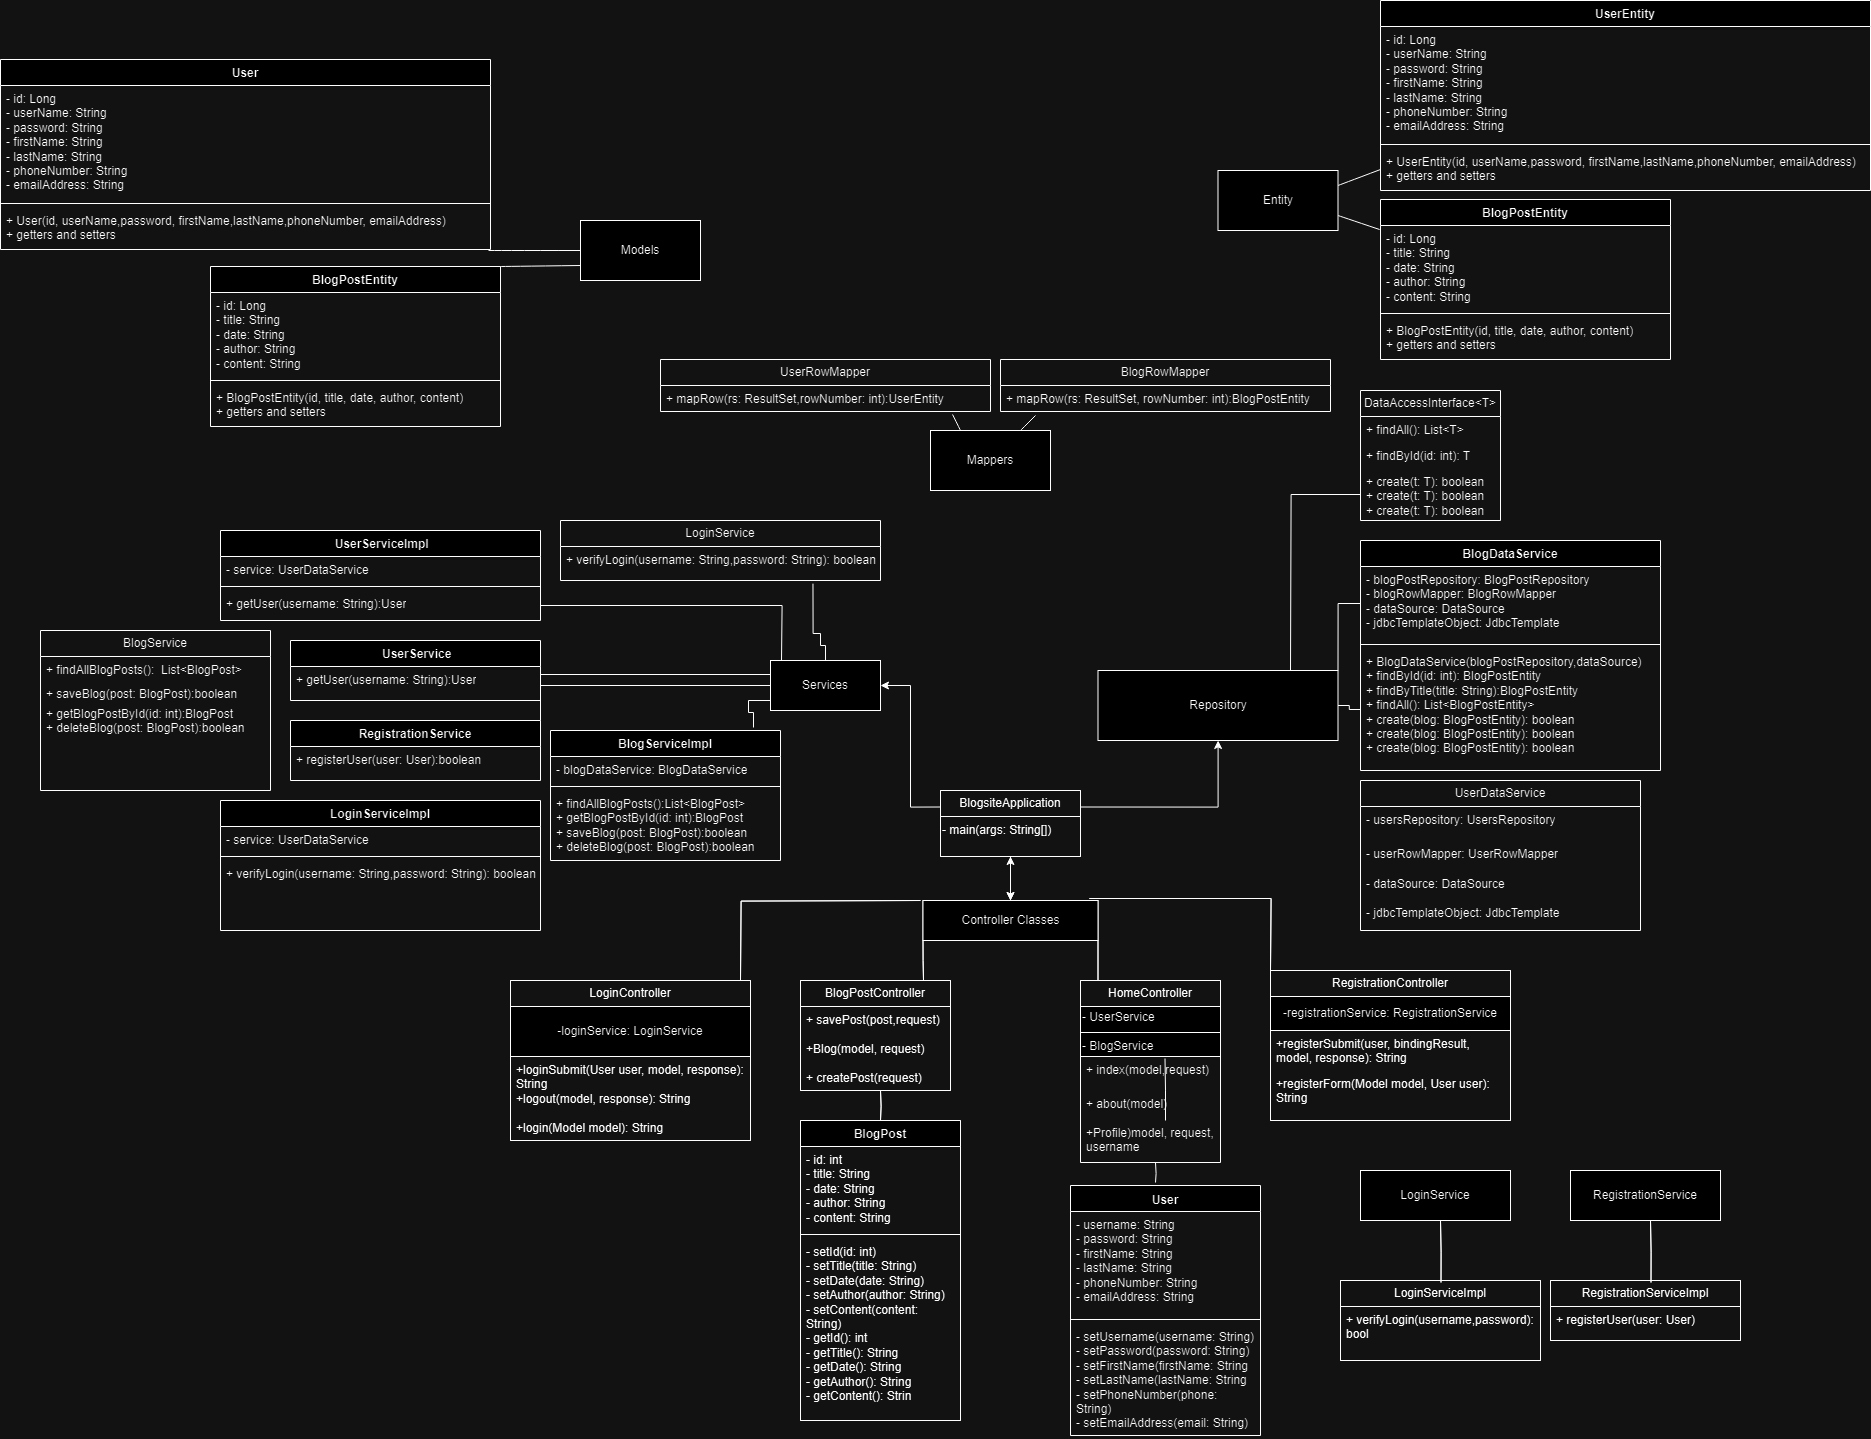 UserEntity
- id: Long
- userName: String
- password: String
- firstName: String
- lastName: String
- phoneNumber: String
- emailAddress: String
+ UserEntity(id, userName,password, firstName,lastName,phoneNumber, emailAddress)
+ getters and setters
User
- id: Long
- userName: String
- password: String
- firstName: String
- lastName: String
- phoneNumber: String
- emailAddress: String
+ User(id, userName,password, firstName,lastName,phoneNumber, emailAddress)
+ getters and setters
Entity
Models
BlogPostEntity
- id: Long
- title: String
- date: String
- author: String
- content: String
+ BlogPostEntity(id, title, date, author, content)
+ getters and setters
BlogPostEntity
- id: Long
- title: String
- date: String
- author: String
- content: String
+ BlogPostEntity(id, title, date, author, content)
+ getters and setters
UserRowMapper
+ mapRow(rs: ResultSet,rowNumber: int):UserEntity
BlogRowMapper
+ mapRow(rs: ResultSet, rowNumber: int):BlogPostEntity
Mappers
DataAccessInterface<T>
+ findAll(): List<T>
+ findById(id: int): T
+ create(t: T): boolean
+ create(t: T): boolean
+ create(t: T): boolean
UserServiceImpl
- service: UserDataService
+ getUser(username: String):User
LoginService
+ verifyLogin(username: String,password: String): boolean
BlogDataService
- blogPostRepository: BlogPostRepository
- blogRowMapper: BlogRowMapper
- dataSource: DataSource
- jdbcTemplateObject: JdbcTemplate
+ BlogDataService(blogPostRepository,dataSource)
+ findById(id: int): BlogPostEntity
+ findByTitle(title: String):BlogPostEntity
+ findAll(): List<BlogPostEntity>
+ create(blog: BlogPostEntity): boolean
+ create(blog: BlogPostEntity): boolean
+ create(blog: BlogPostEntity): boolean
BlogService
+ findAllBlogPosts():  List<BlogPost>
+ saveBlog(post: BlogPost):boolean
+ getBlogPostById(id: int):BlogPost
+ deleteBlog(post: BlogPost):boolean
UserService
+ getUser(username: String):User
Services
Repository
RegistrationService
+ registerUser(user: User):boolean
BlogServiceImpl
- blogDataService: BlogDataService
+ findAllBlogPosts():List<BlogPost>
+ getBlogPostById(id: int):BlogPost
+ saveBlog(post: BlogPost):boolean
+ deleteBlog(post: BlogPost):boolean
LoginServiceImpl
- service: UserDataService
+ verifyLogin(username: String,password: String): boolean
BlogsiteApplication
- main(args: String[])
UserDataService
- usersRepository: UsersRepository
- userRowMapper: UserRowMapper
- dataSource: DataSource
- jdbcTemplateObject: JdbcTemplate
Controller Classes
LoginController
-loginService: LoginService
+loginSubmit(User user, model, response):
String
+logout(model, response): String
+login(Model model): String
BlogPostController
+ savePost(post,request)
+Blog(model, request)
+ createPost(request)
HomeController
- UserService
- BlogService
+ index(model,request)
+ about(model)
+Profile)model, request,
username
RegistrationController
-registrationService: RegistrationService
+registerSubmit(user, bindingResult,
model, response): String
+registerForm(Model model, User user):
String
BlogPost
- id: int
- title: String
- date: String
- author: String
- content: String
- setId(id: int)
- setTitle(title: String)
- setDate(date: String)
- setAuthor(author: String)
- setContent(content:
String)
- getId(): int
- getTitle(): String
- getDate(): String
- getAuthor(): String
- getContent(): Strin
User
- username: String
- password: String
- firstName: String
- lastName: String
- phoneNumber: String
- emailAddress: String
- setUsername(username: String)
- setPassword(password: String)
- setFirstName(firstName: String
- setLastName(lastName: String
- setPhoneNumber(phone:
String)
- setEmailAddress(email: String)
LoginService
RegistrationService
LoginServiceImpl
+ verifyLogin(username,password):
bool
RegistrationServiceImpl
+ registerUser(user: User)